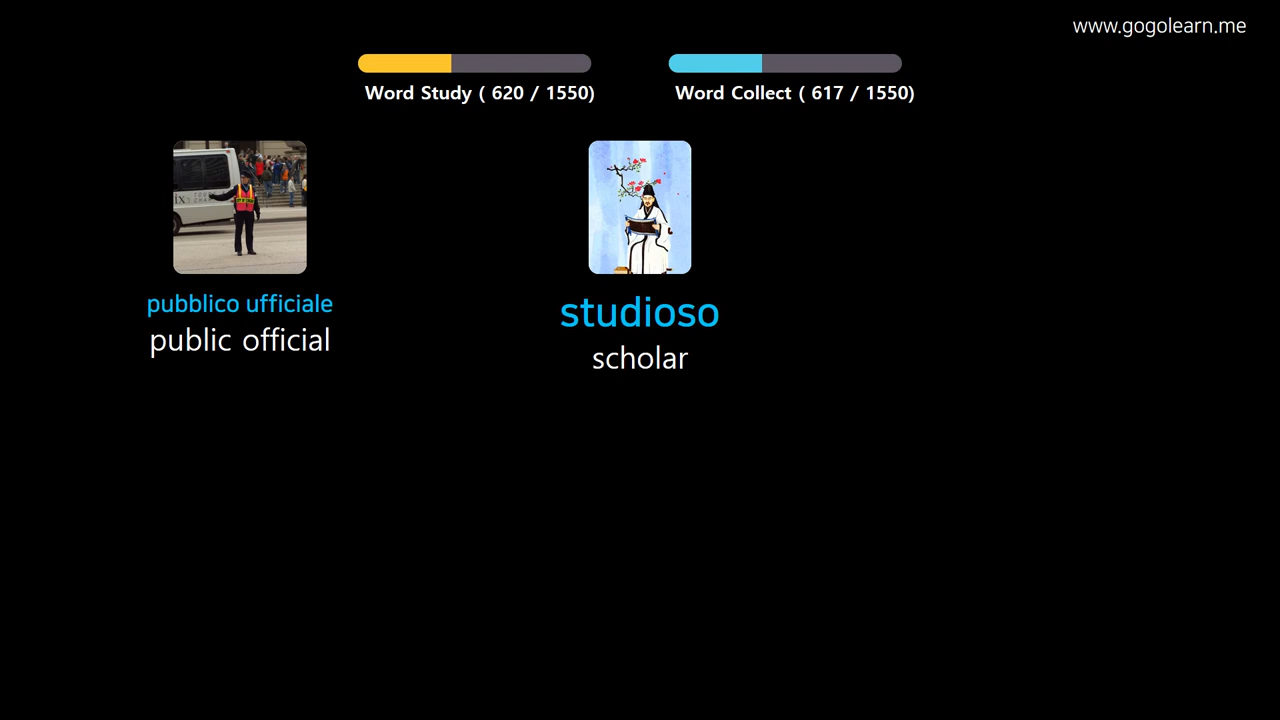 www.gogolearn.me
Word Study ( 620 / 1550)
Word Collect ( 617 / 1550)
pubblico ufficiale
public official
studioso
scholar